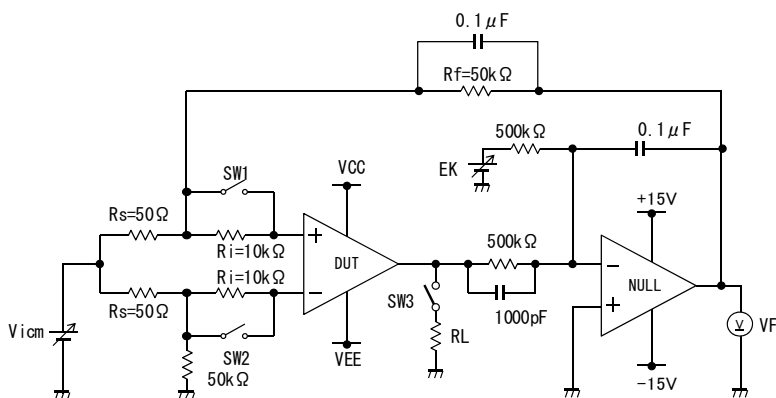 0.1μF
Rf=50kΩ
500kΩ
0.1μF
EK
SW1
VCC
Rs=50Ω
Ri=10kΩ
+15V
500kΩ
DUT
NULL
Ri=10kΩ
Rs=50Ω
SW3
1000pF
Vicm
V
VF
SW2
50kΩ
VEE
RL
-15V